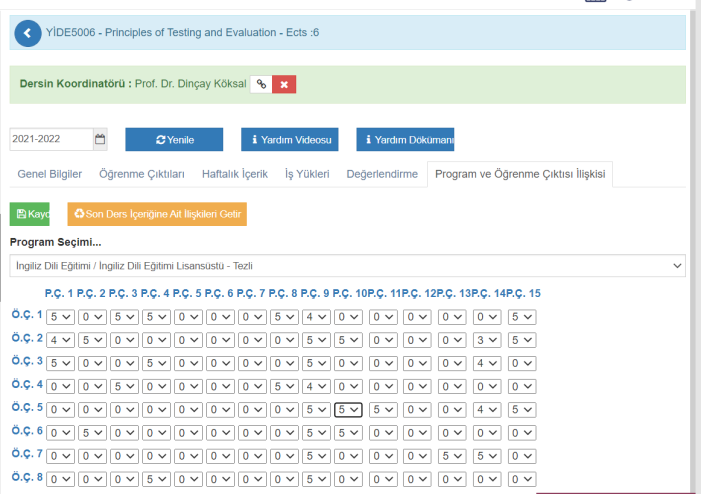 YİDE5006 - Principles of Testing and Evaluation - Ects :6
Dersin Koordinatörü : Prof. Dr. Dinçay Köksal
2021-2022 Yenile Yardım Videosu Yardım Dökümanı
Genel Bilgiler Öğrenme Çıktıları Haftalık İçerik İş Yükleri Değerlendirme Program ve Öğrenme Çıktısı İlişkisi
Kayd Son Ders İçeriğine Ait İlişkileri Getir
Program Seçimi...
İngiliz Dili Eğitimi / İngiliz Dili Eğitimi Lisansüstü - Tezli
P.Ç. 1 P.Ç. 2 P.Ç. 3 P.Ç. 4 P.Ç. 5 P.Ç. 6 P.Ç. 7 P.Ç. 8 P.Ç. 9 P.Ç. 10 P.Ç. 11 P.Ç. 12 P.Ç. 13 P.Ç. 14 P.Ç. 15
Ö.Ç. 1 5 0 5 5 0 0 0 5 4 0 0 0 0 0 5
Ö.Ç. 2 4 5 0 0 0 0 0 0 5 5 0 0 0 3 5
Ö.Ç. 3 5 0 0 5 0 0 0 0 5 0 0 0 0 4 0
Ö.Ç. 4 0 0 5 0 0 0 0 5 4 0 0 0 0 0 0
Ö.Ç. 5 0 0 0 0 0 0 0 0 5 5 5 0 0 4 5
Ö.Ç. 6 0 5 0 0 0 0 0 0 5 5 0 0 0 0 0
Ö.Ç. 7 0 0 0 0 0 0 0 0 5 0 0 0 5 5 0
Ö.Ç. 8 0 0 0 5 0 0 0 0 5 0 0 0 0 0 0